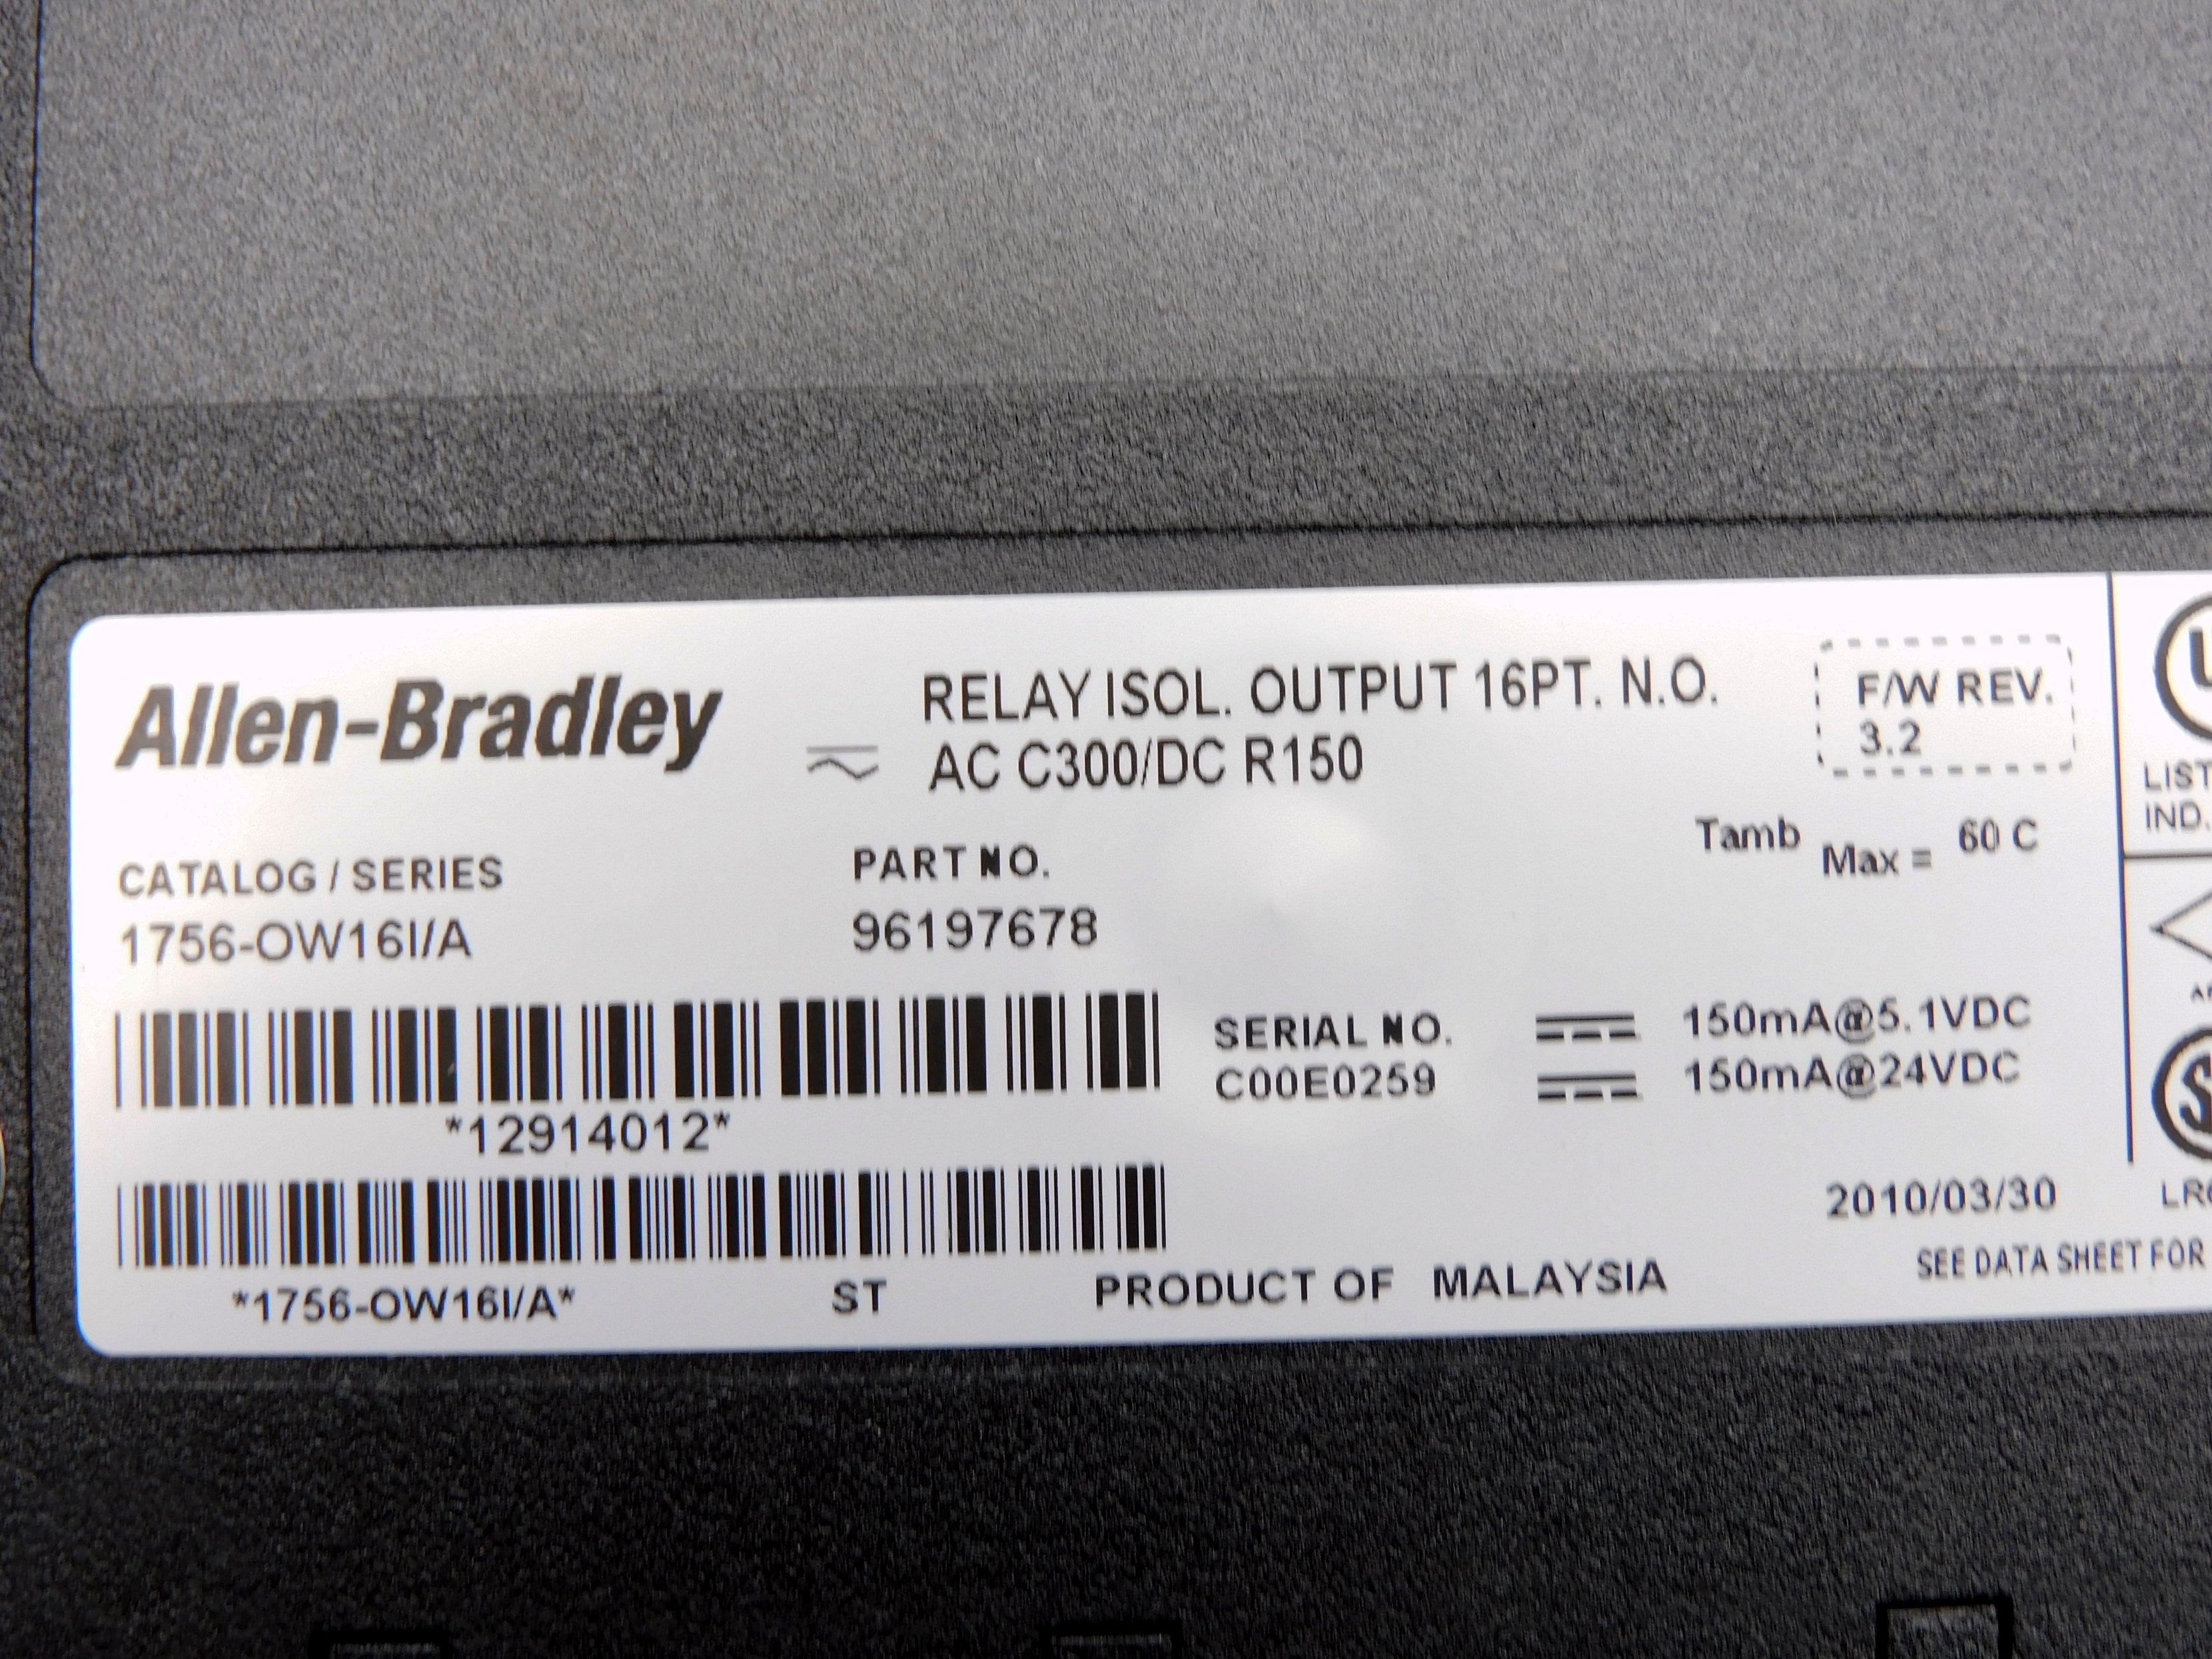 Allen-Bradley
RELAY ISOL. OUTPUT 16PT. N.O.
AC C300/DC R150
F/W REV.
3.2
Tamb Max = 60 C
CATALOG / SERIES
1756-OW16I/A
PART NO.
96197678
SERIAL NO.
C00E0259
150mA@5.1VDC
150mA@24VDC
*12914012*
2010/03/30
*1756-OW16I/A*
ST
PRODUCT OF MALAYSIA
SEE DATA SHEET FOR
IND.